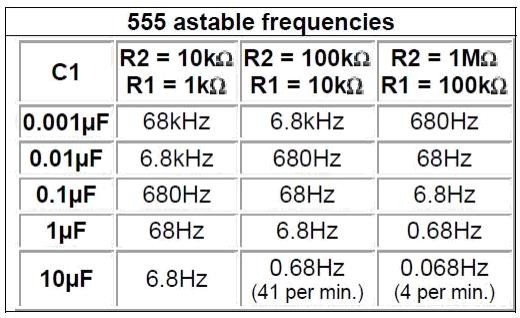 555 astable frequencies
C1
R2 = 10kΩ
R1 = 1kΩ
R2 = 100kΩ
R1 = 10kΩ
R2 = 1MΩ
R1 = 100kΩ
0.001µF 68kHz 6.8kHz 680Hz
0.01µF 6.8kHz 680Hz 68Hz
0.1µF 680Hz 68Hz 6.8Hz
1µF 68Hz 6.8Hz 0.68Hz
10µF 6.8Hz
0.68Hz
(41 per min.)
0.068Hz
(4 per min.)